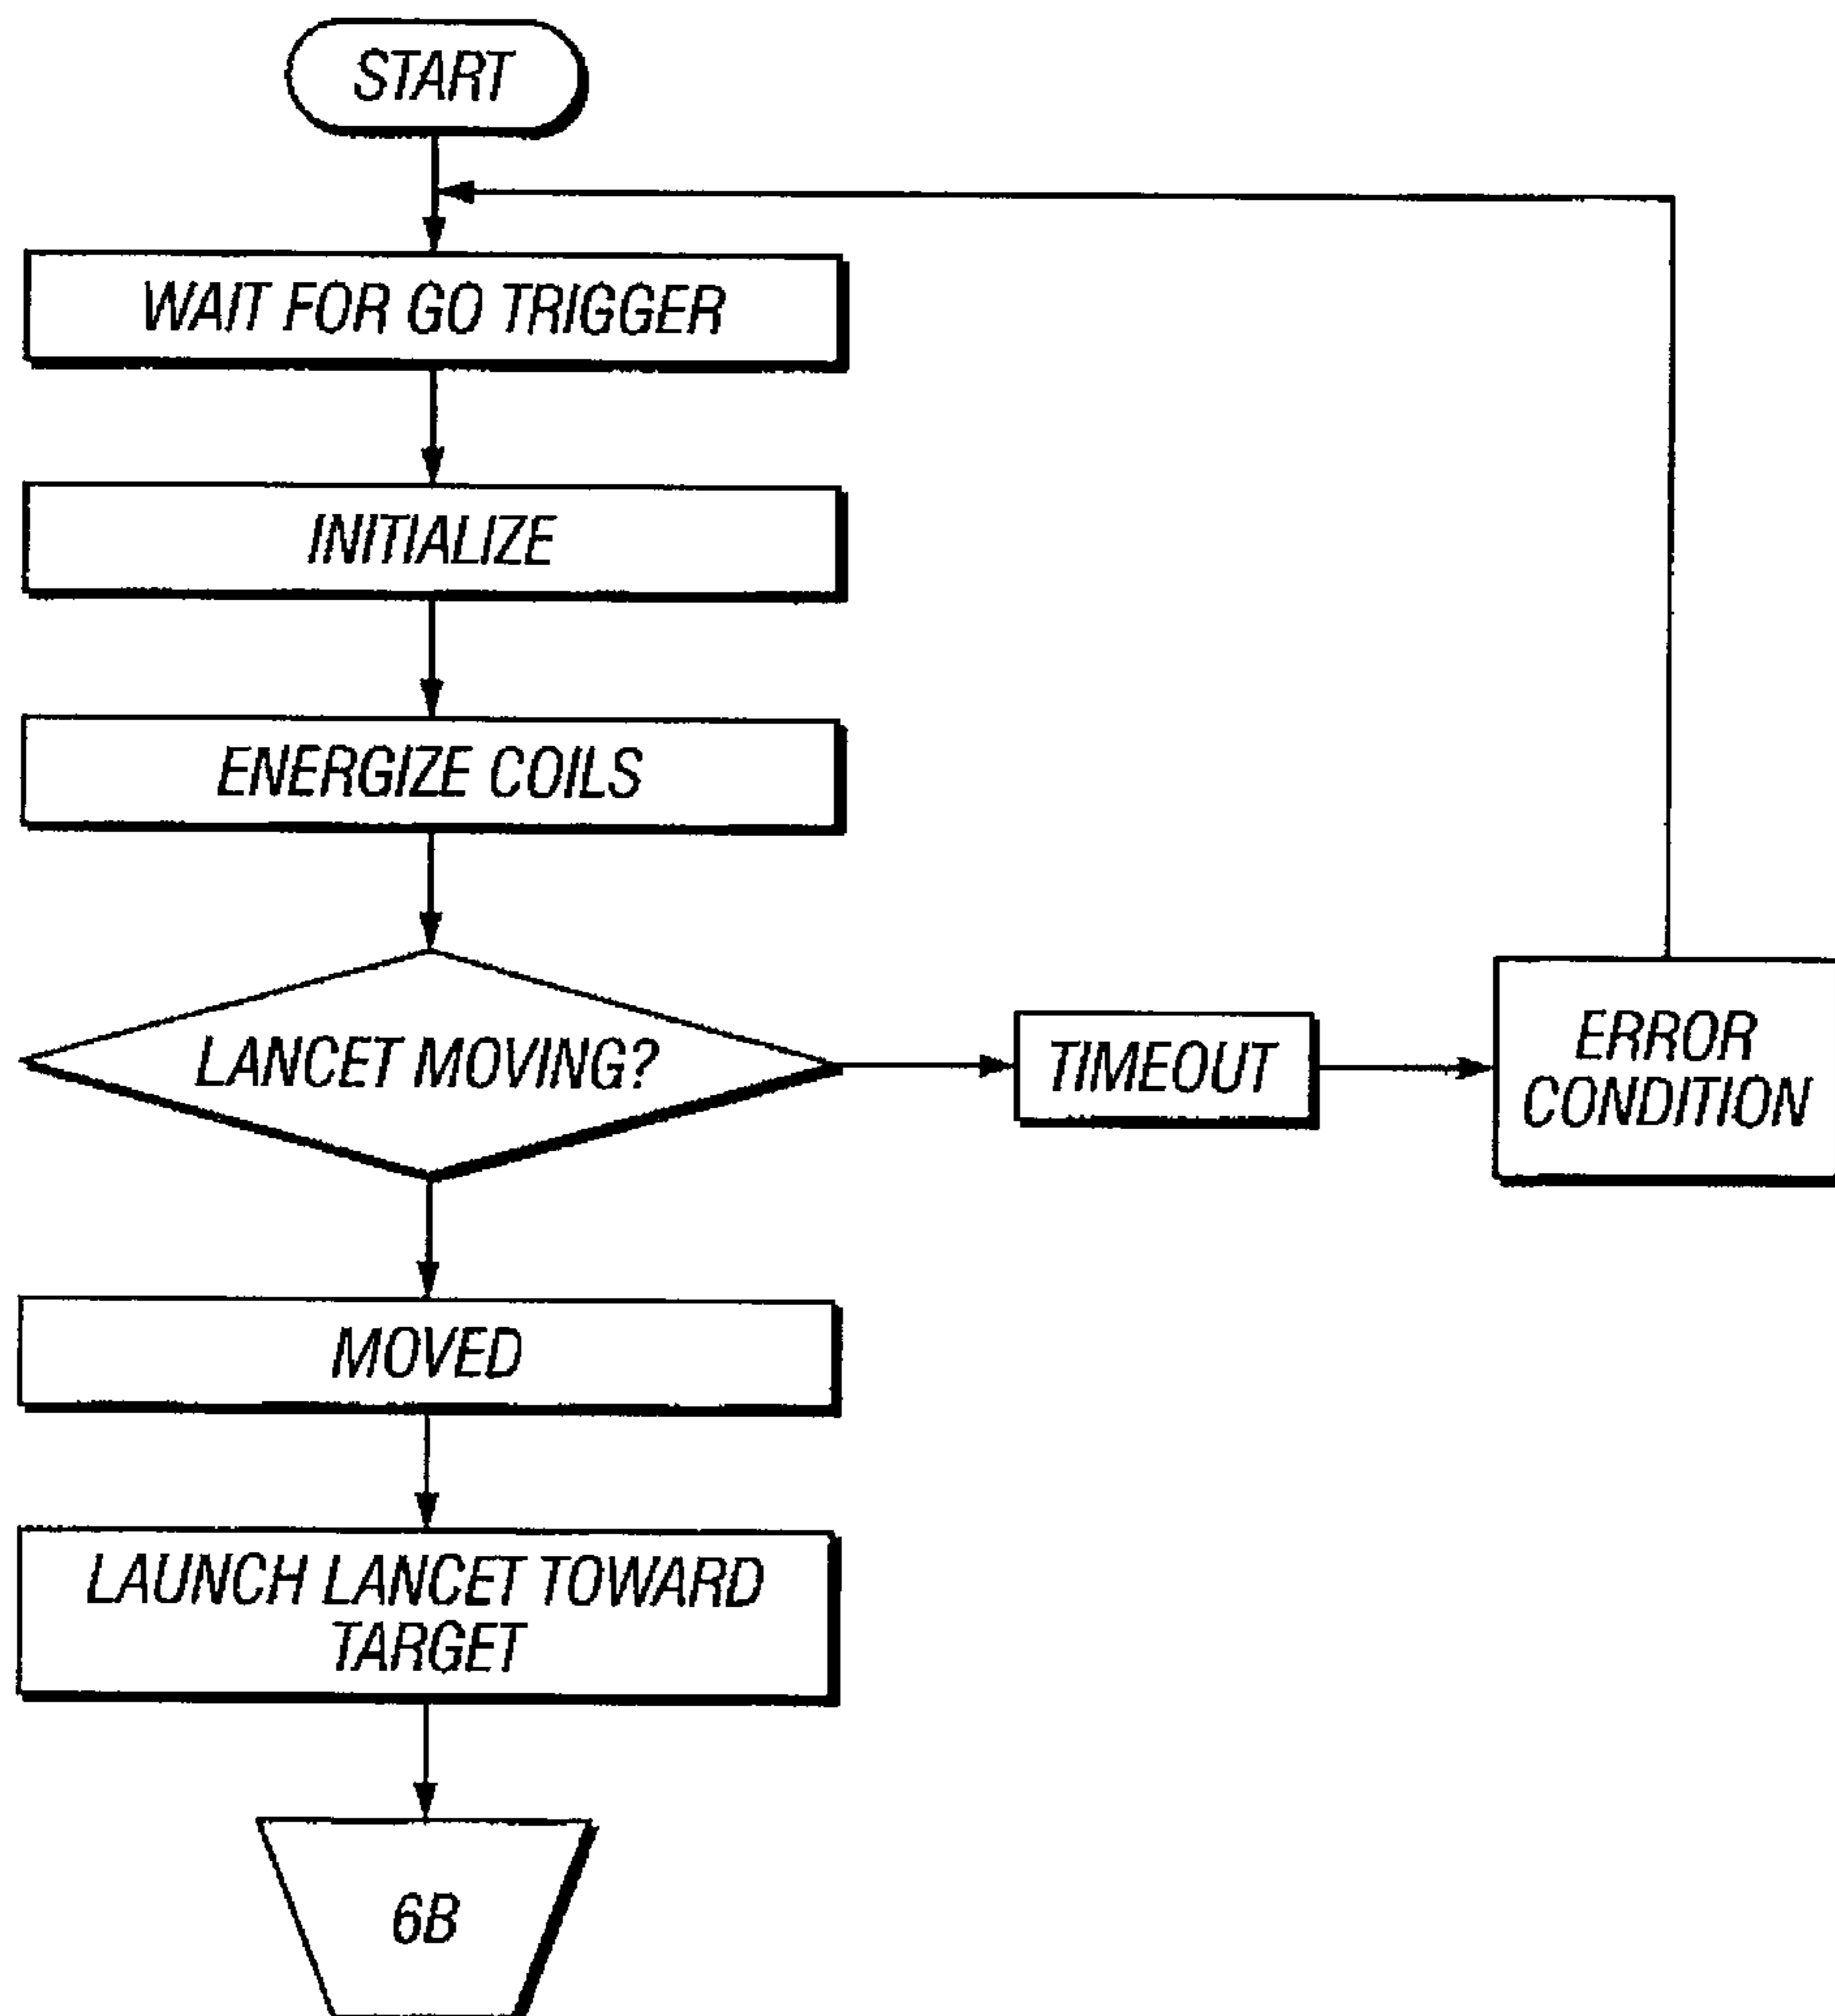 START
WAIT FOR GO TRIGGER
INITIALIZE
ENERGIZE COILS
LANCET MOVING?
TIMEOUT
ERROR
CONDITION
MOVED
LAUNCH LANCET TOWARD
TARGET
6B